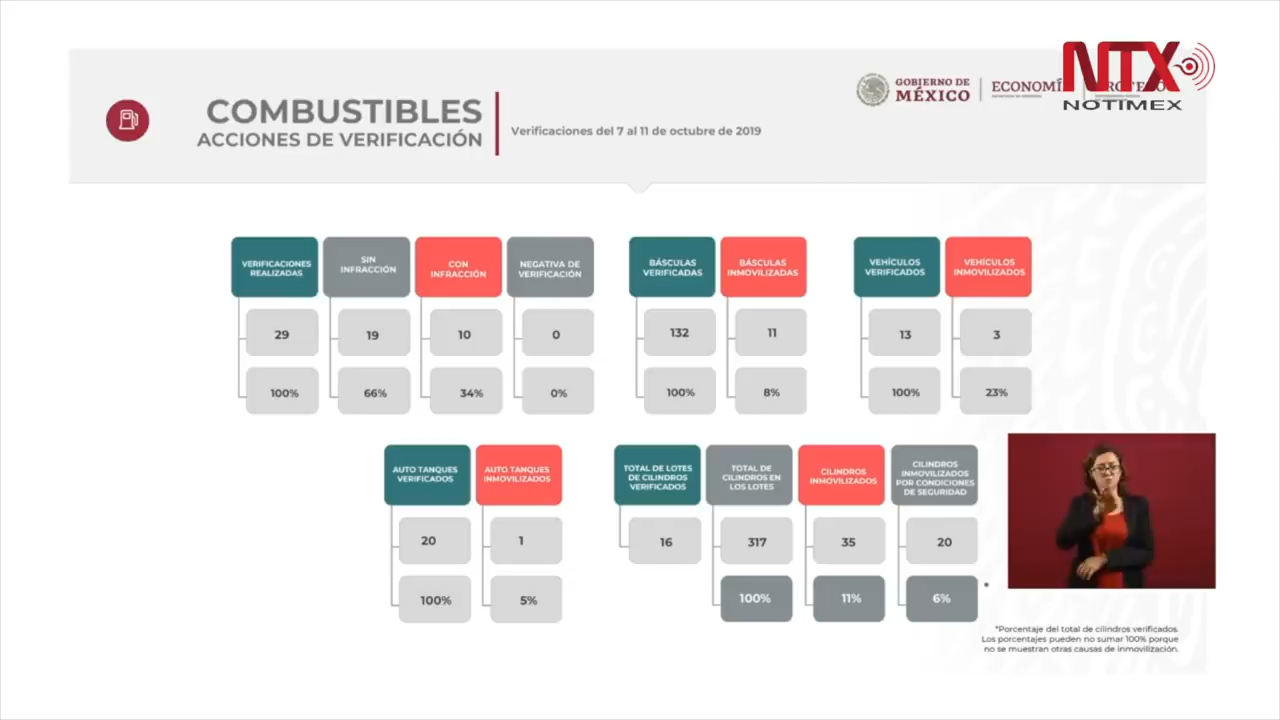 COMBUSTIBLES
ACCIONES DE VERIFICACIÓN
Verificaciones del 7 al 11 de octubre de 2019
GOBIERNO DE
MÉXICO
ECONOMÍ
NTX
NOTIMEX
VERIFICACIONES
REALIZADAS
29
100%
SIN
INFRACCIÓN
19
66%
CON
INFRACCIÓN
10
34%
NEGATIVA DE
VERIFICACIÓN
0
0%
BÁSCULAS
VERIFICADAS
132
100%
BÁSCULAS
INMOVILIZADAS
11
8%
VEHÍCULOS
VERIFICADOS
13
100%
VEHÍCULOS
INMOVILIZADOS
3
23%
AUTO TANQUES
VERIFICADOS
20
100%
AUTO TANQUES
INMOVILIZADOS
1
5%
TOTAL DE LOTES
DE CILINDROS
VERIFICADOS
16
TOTAL DE
CILINDROS EN
LOS LOTES
317
100%
CILINDROS
INMOVILIZADOS
35
11%
CILINDROS
INMOVILIZADOS
POR CONDICIONES
DE SEGURIDAD
20
6%
*Porcentaje del total de cilindros verificados.
Los porcentajes pueden no sumar 100% porque
no se muestran otras causas de inmovilización.